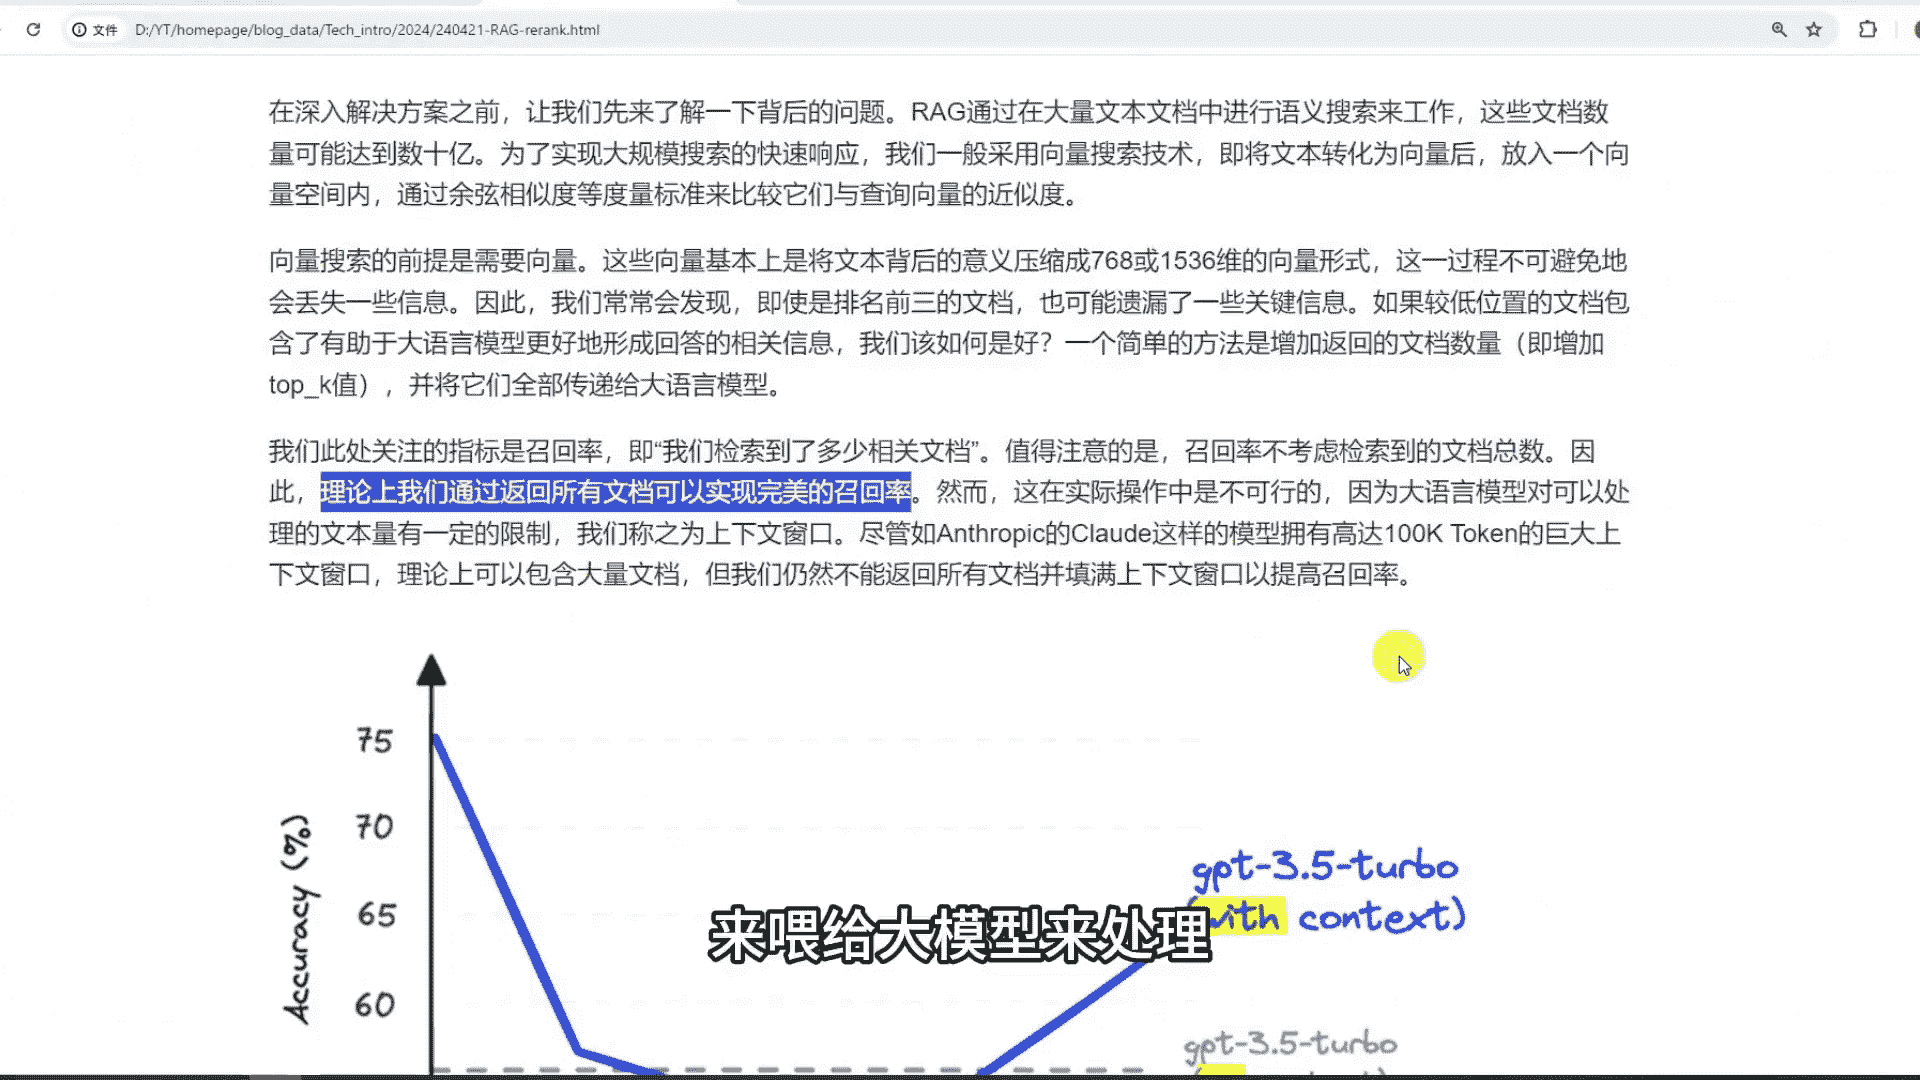 文件 D:/YT/homepage/blog_data/Tech_intro/2024/240421-RAG-rerank.html
在深入解决方案之前，让我们先来了解一下背后的问题。RAG通过在大量文本文档中进行语义搜索来工作，这些文档数
量可能达到数十亿。为了实现大规模搜索的快速响应，我们一般采用向量搜索技术，即将文本转化为向量后，放入一个向
量空间内，通过余弦相似度等度量标准来比较它们与查询向量的近似度。
向量搜索的前提是需要向量。这些向量基本上是将文本背后的意义压缩成768或1536维的向量形式，这一过程不可避免地
会丢失一些信息。因此，我们常常会发现，即使是排名前三的文档，也可能遗漏了一些关键信息。如果较低位置的文档包
含了有助于大语言模型更好地形成回答的相关信息，我们该如何是好？一个简单的方法是增加返回的文档数量（即增加
top_k值），并将它们全部传递给大语言模型。
我们此处关注的指标是召回率，即“我们检索到了多少相关文档”。值得注意的是，召回率不考虑检索到的文档总数。因
此，理论上我们通过返回所有文档可以实现完美的召回率。然而，这在实际操作中是不可行的，因为大语言模型对可以处
理的文本量有一定的限制，我们称之为上下文窗口。尽管如Anthropic的Claude这样的模型拥有高达100K Token的巨大上
下文窗口，理论上可以包含大量文档，但我们仍然不能返回所有文档并填满上下文窗口以提高召回率。
75
70
65
60
Accuracy (%)
gpt-3.5-turbo
(with context)
来喂给大模型来处理
gpt-3.5-turbo